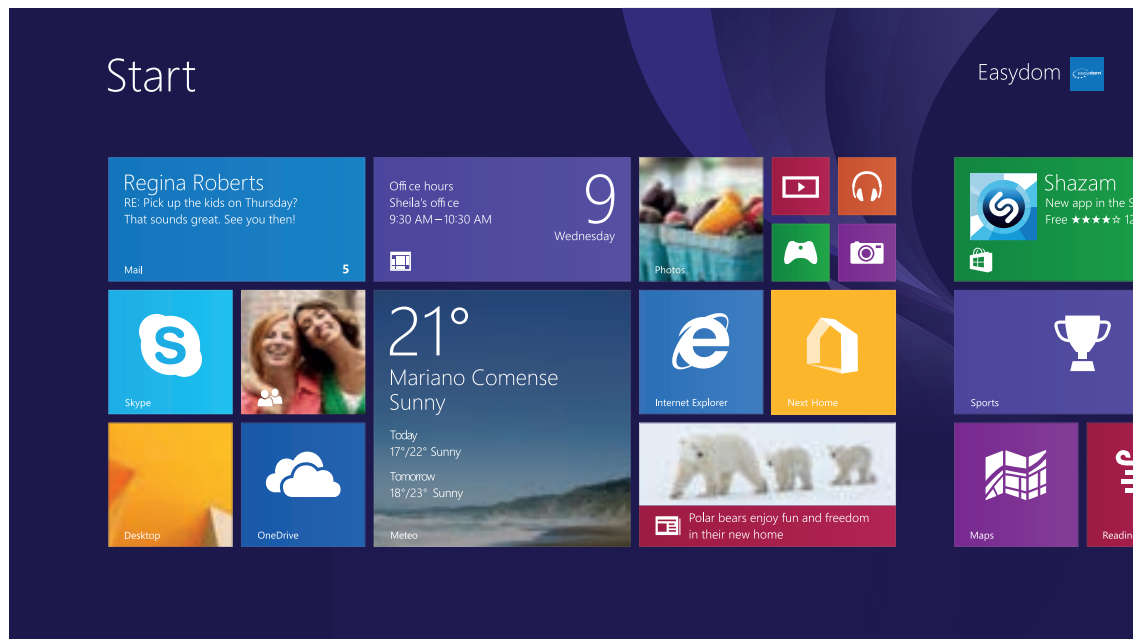 Start
Easydom
easydom
Regina Roberts
RE: Pick up the kids on Thursday?
That sounds great. See you then!
Mail
5
Office hours
Sheila's office
9:30 AM – 10:30 AM
9
Wednesday
Photos
Shazam
New app in the S
Free ★★★★☆ 12
Skype
S
21°
Mariano Comense
Sunny
Today
17°/22° Sunny
Tomorrow
18°/23° Sunny
Meteo
Internet Explorer
Next Home
Sports
Desktop
OneDrive
Polar bears enjoy fun and freedom
in their new home
Maps
Readin